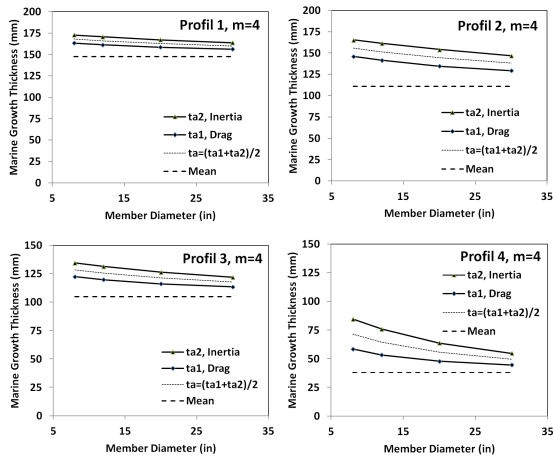 Profil 1, m=4
Marine Growth Thickness (mm)
200
175
150
125
100
75
50
25
0
ta2, Inertia
ta1, Drag
ta=(ta1+ta2)/2
Mean
5
15
25
35
Member Diameter (in)
Profil 2, m=4
Marine Growth Thickness (mm)
200
175
150
125
100
75
50
25
0
ta2, Inertia
ta1, Drag
ta=(ta1+ta2)/2
Mean
5
15
25
35
Member Diameter (in)
Profil 3, m=4
Marine Growth Thickness (mm)
150
125
100
75
50
25
0
ta2, Inertia
ta1, Drag
ta=(ta1+ta2)/2
Mean
5
15
25
35
Member Diameter (in)
Profil 4, m=4
Marine Growth Thickness (mm)
150
125
100
75
50
25
0
ta2, Inertia
ta1, Drag
ta=(ta1+ta2)/2
Mean
5
15
25
35
Member Diameter (in)